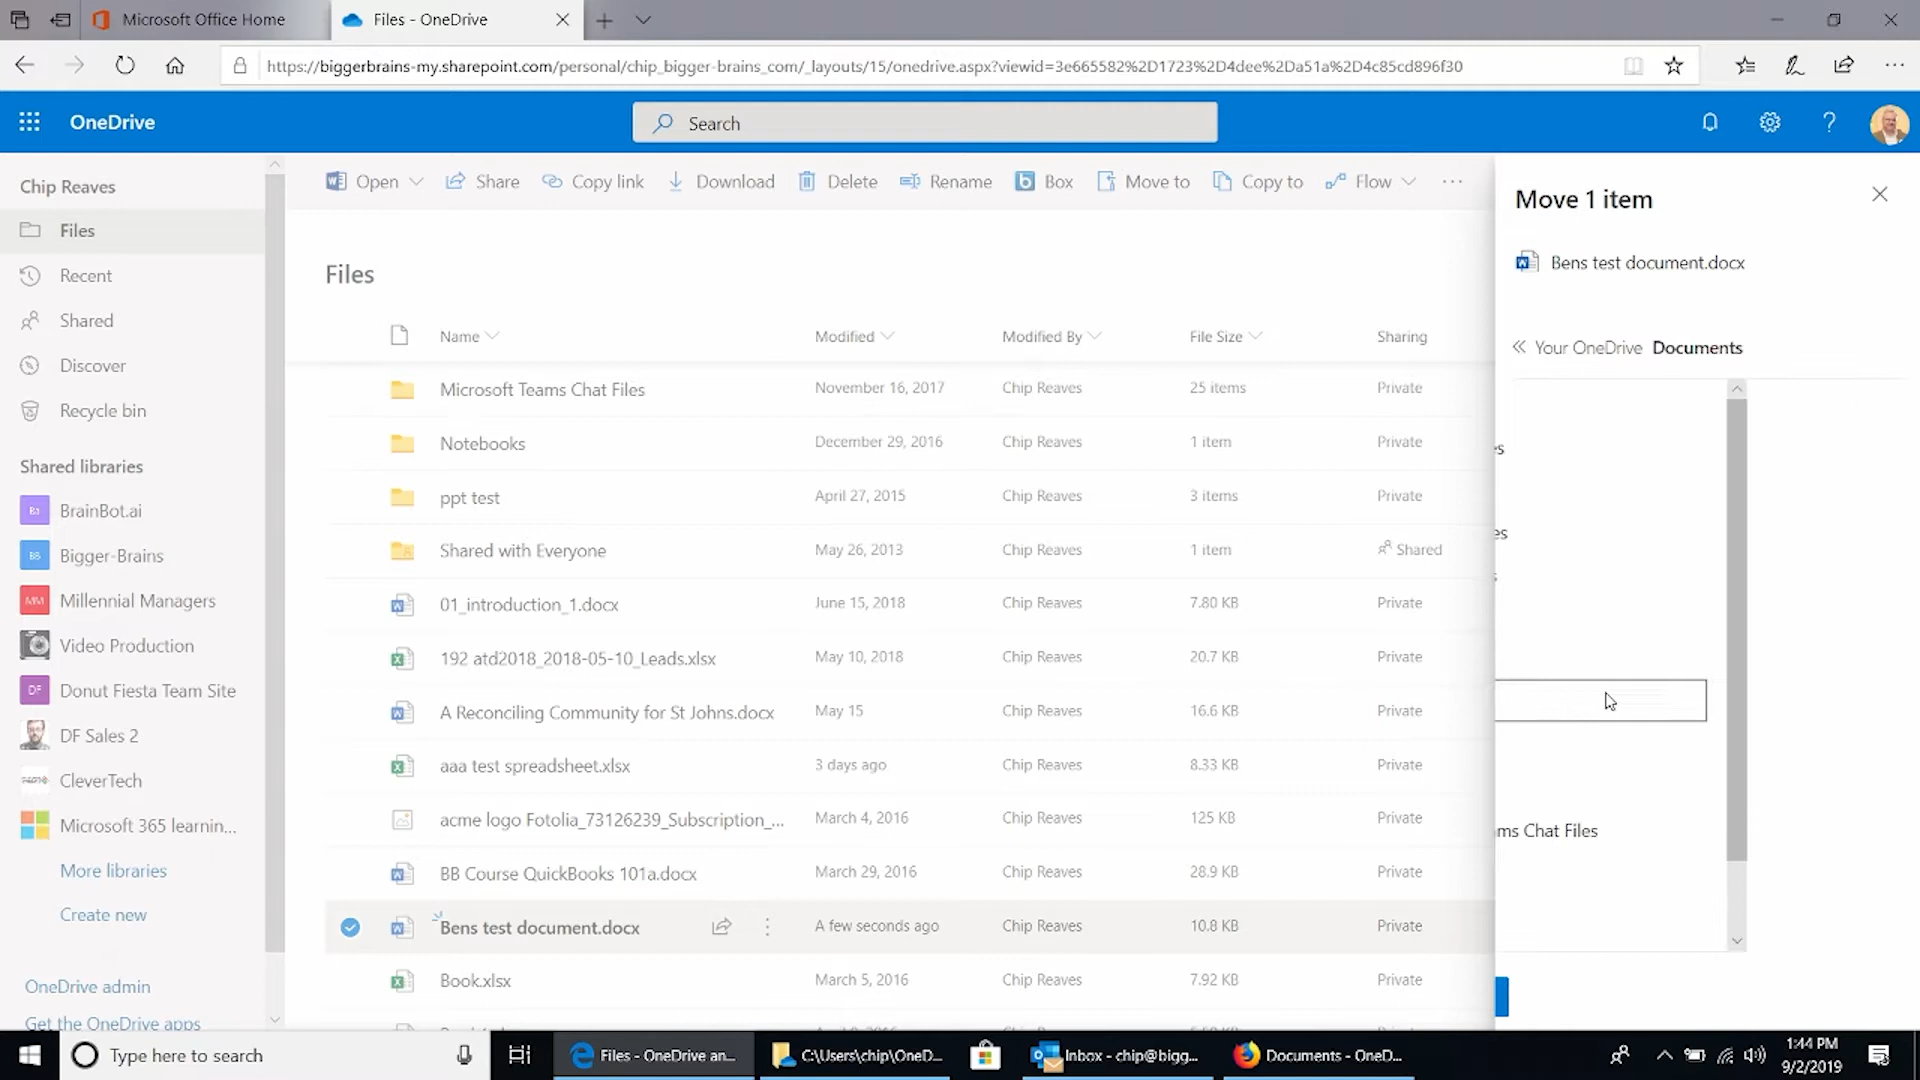 Microsoft Office Home
Files - OneDrive
https://biggerbrains-my.sharepoint.com/personal/chip_bigger-brains_com/_layouts/15/onedrive.aspx?viewid=3e665582%2D1723%2D4dee%2Da51a%2D4c85cd896f30
OneDrive
Search
Chip Reaves
Files
Recent
Shared
Discover
Recycle bin
Shared libraries
BrainBot.ai
BB Bigger-Brains
MM Millennial Managers
Video Production
DF Donut Fiesta Team Site
DF Sales 2
CleverTech
Microsoft 365 learnin...
More libraries
Create new
OneDrive admin
Get the OneDrive apps
Open Share Copy link Download Delete Rename Box Move to Copy to Flow
Files
Name Modified Modified By File Size Sharing
Microsoft Teams Chat Files November 16, 2017 Chip Reaves 25 items Private
Notebooks December 29, 2016 Chip Reaves 1 item Private
ppt test April 27, 2015 Chip Reaves 3 items Private
Shared with Everyone May 26, 2013 Chip Reaves 1 item Shared
01_introduction_1.docx June 15, 2018 Chip Reaves 7.80 KB Private
192 atd2018_2018-05-10_Leads.xlsx May 10, 2018 Chip Reaves 20.7 KB Private
A Reconciling Community for St Johns.docx May 15 Chip Reaves 16.6 KB Private
aaa test spreadsheet.xlsx 3 days ago Chip Reaves 8.33 KB Private
acme logo Fotolia_73126239_Subscription_... March 4, 2016 Chip Reaves 125 KB Private
BB Course QuickBooks 101a.docx March 29, 2016 Chip Reaves 28.9 KB Private
Bens test document.docx A few seconds ago Chip Reaves 10.8 KB Private
Book.xlsx March 5, 2016 Chip Reaves 7.92 KB Private
Move 1 item
Bens test document.docx
Your OneDrive Documents
ms Chat Files
Type here to search
Files - OneDrive an...
C:\Users\chip\OneD...
Inbox - chip@bigg...
Documents - OneD...
1:44 PM
9/2/2019